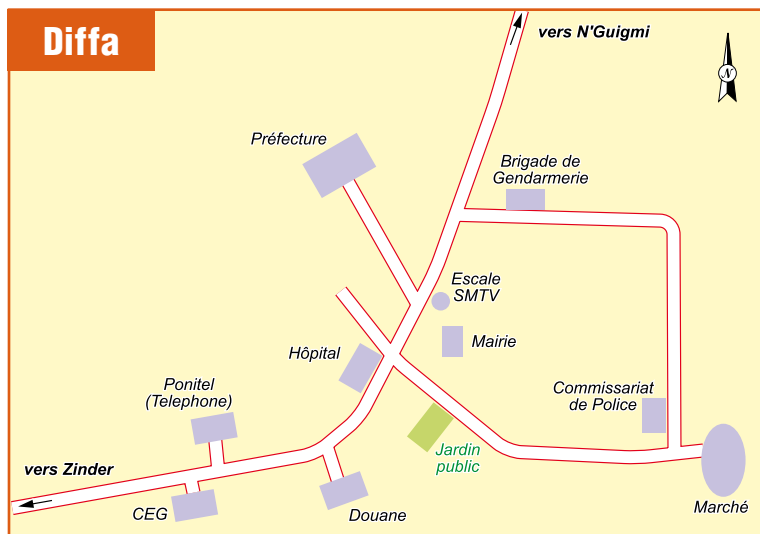 Diffa
vers N'Guigmi
N
Préfecture
Brigade de
Gendarmerie
Escale
SMTV
Mairie
Hôpital
Ponitel
(Telephone)
Commissariat
de Police
Jardin
public
vers Zinder
CEG
Douane
Marché